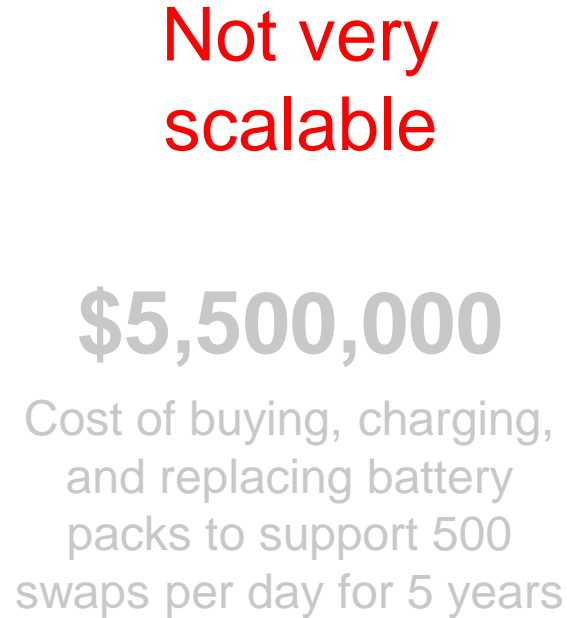 Not very
scalable
$5,500,000
Cost of buying, charging,
and replacing battery
packs to support 500
swaps per day for 5 years